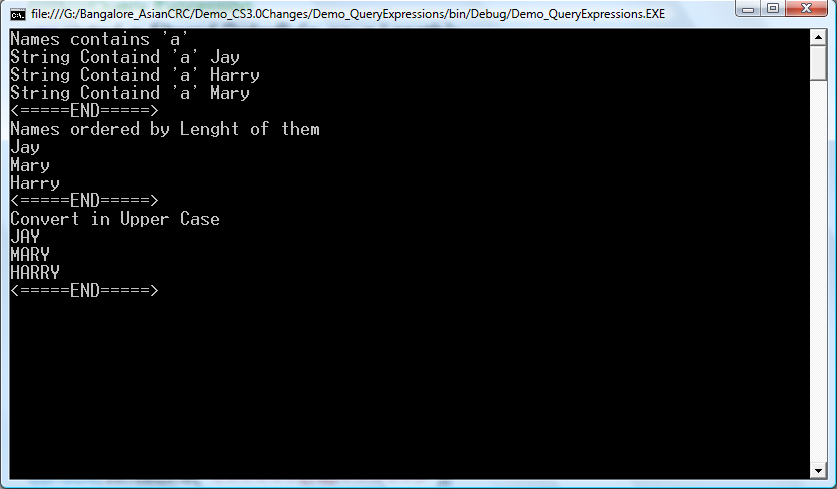 file:///G:/Bangalore_AsianCRC/Demo_CS3.0Changes/Demo_QueryExpressions/bin/Debug/Demo_QueryExpressions.EXE
Names contains 'a'
String Containd 'a' Jay
String Containd 'a' Harry
String Containd 'a' Mary
<=====END=====>
Names ordered by Lenght of them
Jay
Mary
Harry
<=====END=====>
Convert in Upper Case
JAY
MARY
HARRY
<=====END=====>